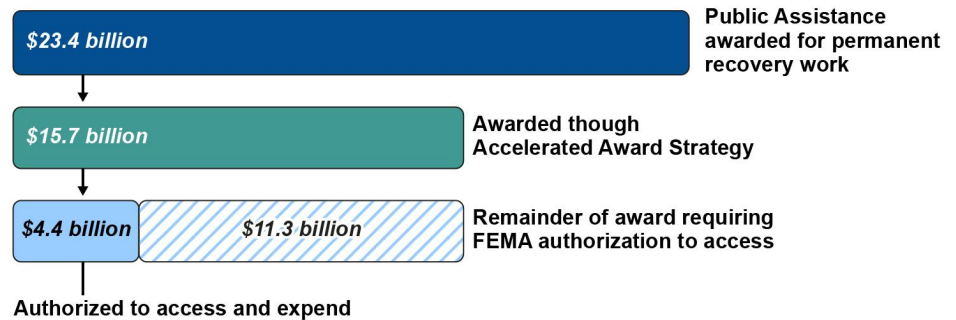 $23.4 billion
Public Assistance
awarded for permanent
recovery work
$15.7 billion
Awarded though
Accelerated Award Strategy
$4.4 billion
$11.3 billion
Remainder of award requiring
FEMA authorization to access
Authorized to access and expend